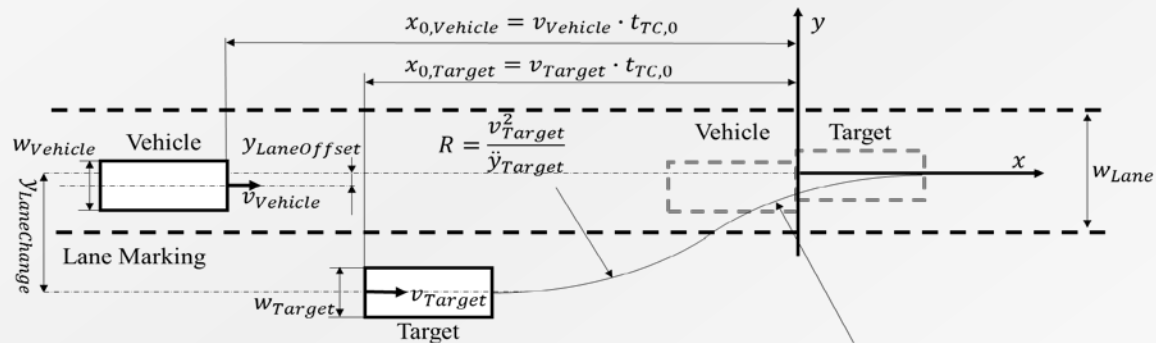 x_{0,Vehicle} = v_{Vehicle} · t_{TC,0}
y
x_{0,Target} = v_{Target} · t_{TC,0}
Vehicle
w_{Vehicle}
y_{LaneOffset}
R = \frac{v_{Target}^{2}}{ÿ_{Target}}
Vehicle
Target
x
w_{Lane}
v_{Vehicle}
y_{LaneChange}
Lane Marking
w_{Target}
v_{Target}
Target